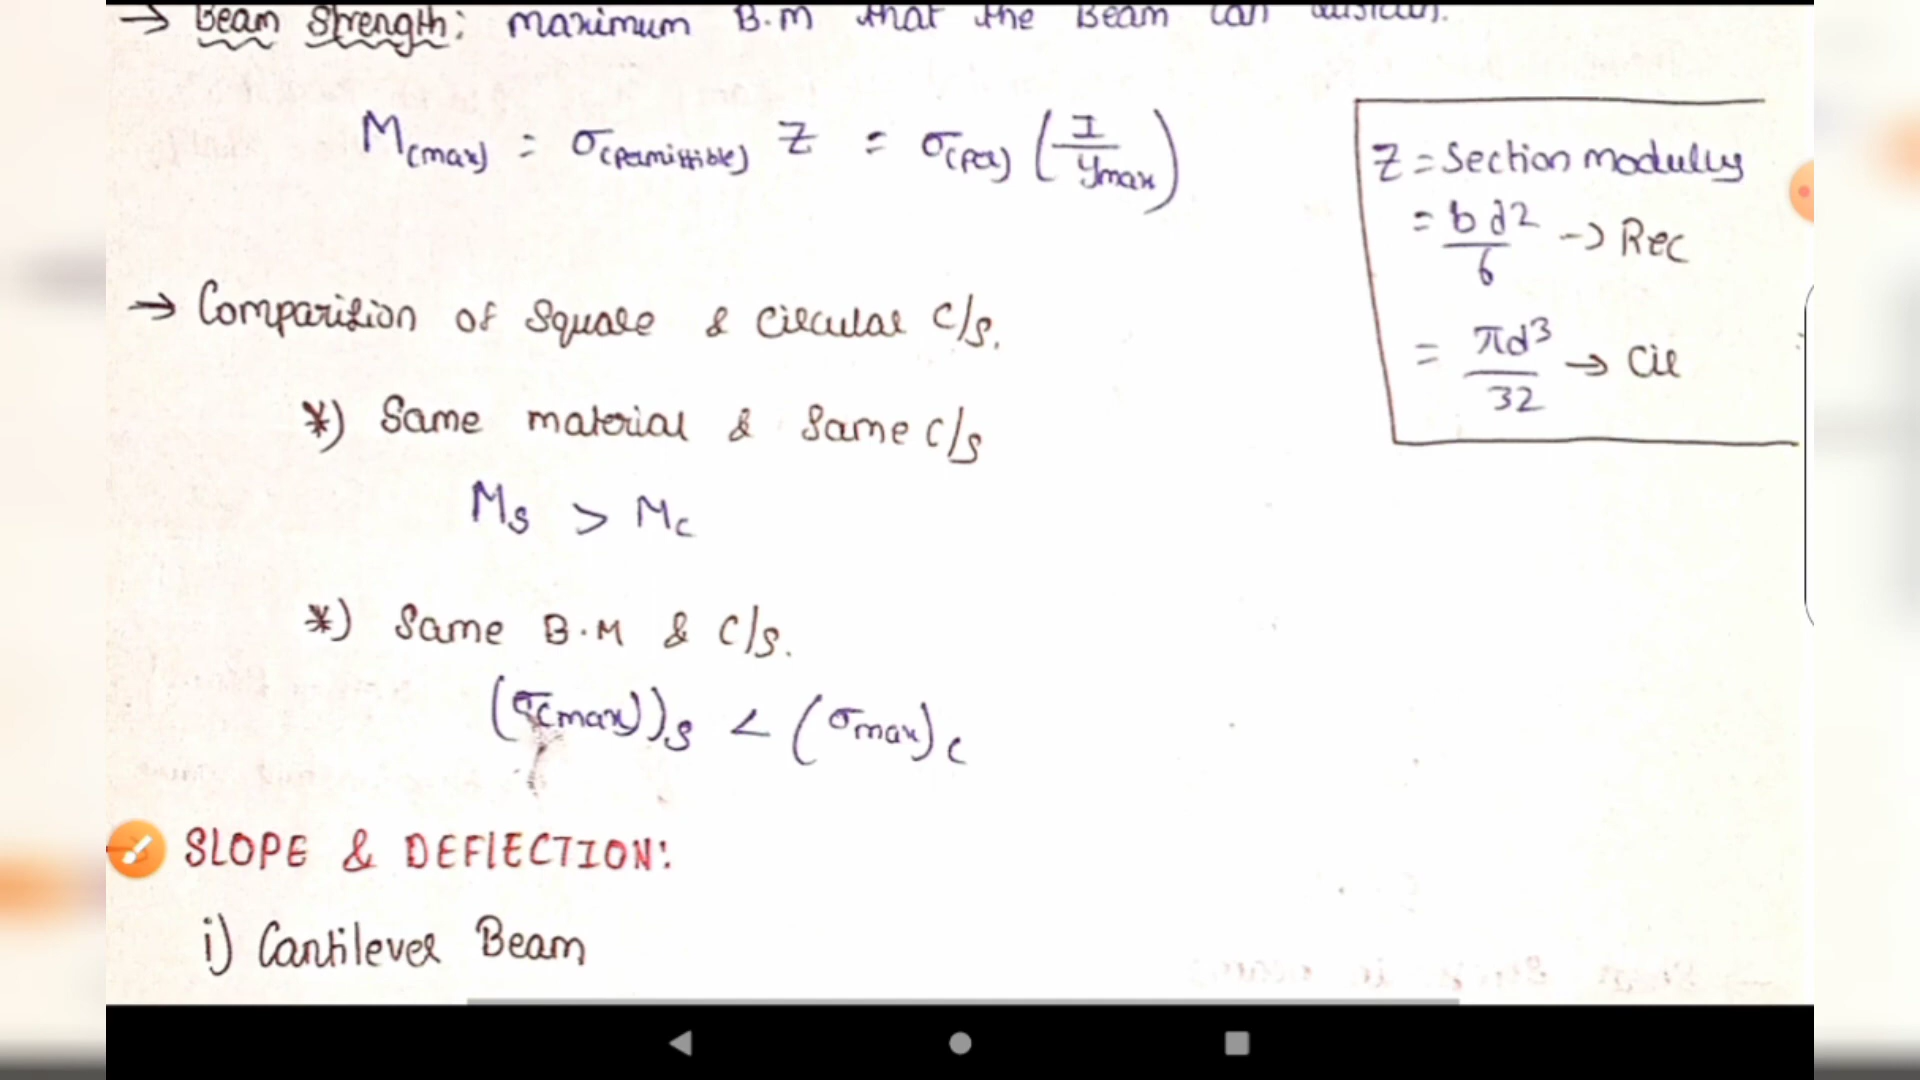 → Beam Strength: maximum B.M that the Beam can sustain.
M(max) = σ(permissible) Z = σ(per) (I / ymax)
Z = Section modulus
= bd2 / 6 → Rec
= πd3 / 32 → Cir
→ Comparision of Square & Circular C/s.
*) Same material & Same C/s
Ms > Mc
*) Same B.M & C/s.
(σ(max))s < (σmax)c
SLOPE & DEFLECTION:
i) Cantilever Beam